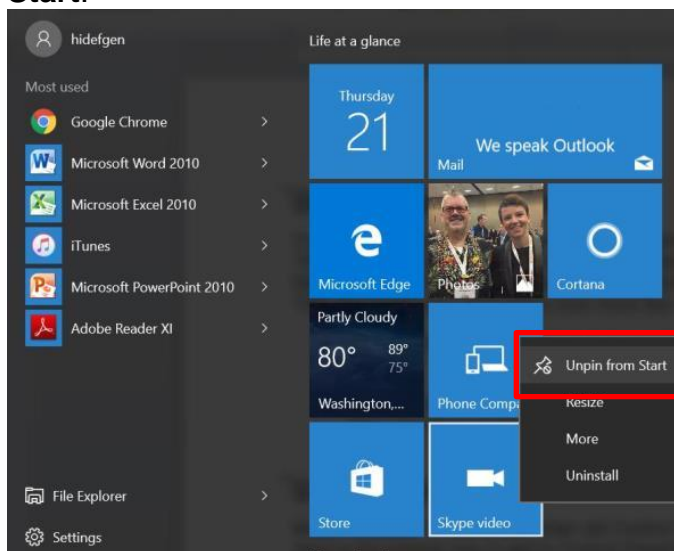 Start.
hidefgen
Life at a glance
Most used
Google Chrome
Microsoft Word 2010
Microsoft Excel 2010
iTunes
Microsoft PowerPoint 2010
Adobe Reader XI
File Explorer
Settings
Thursday
21
We speak Outlook
Mail
Microsoft Edge
Photos
Cortana
Partly Cloudy
80°
89°
75°
Washington,...
Phone Compa
Store
Skype video
Unpin from Start
Resize
More
Uninstall